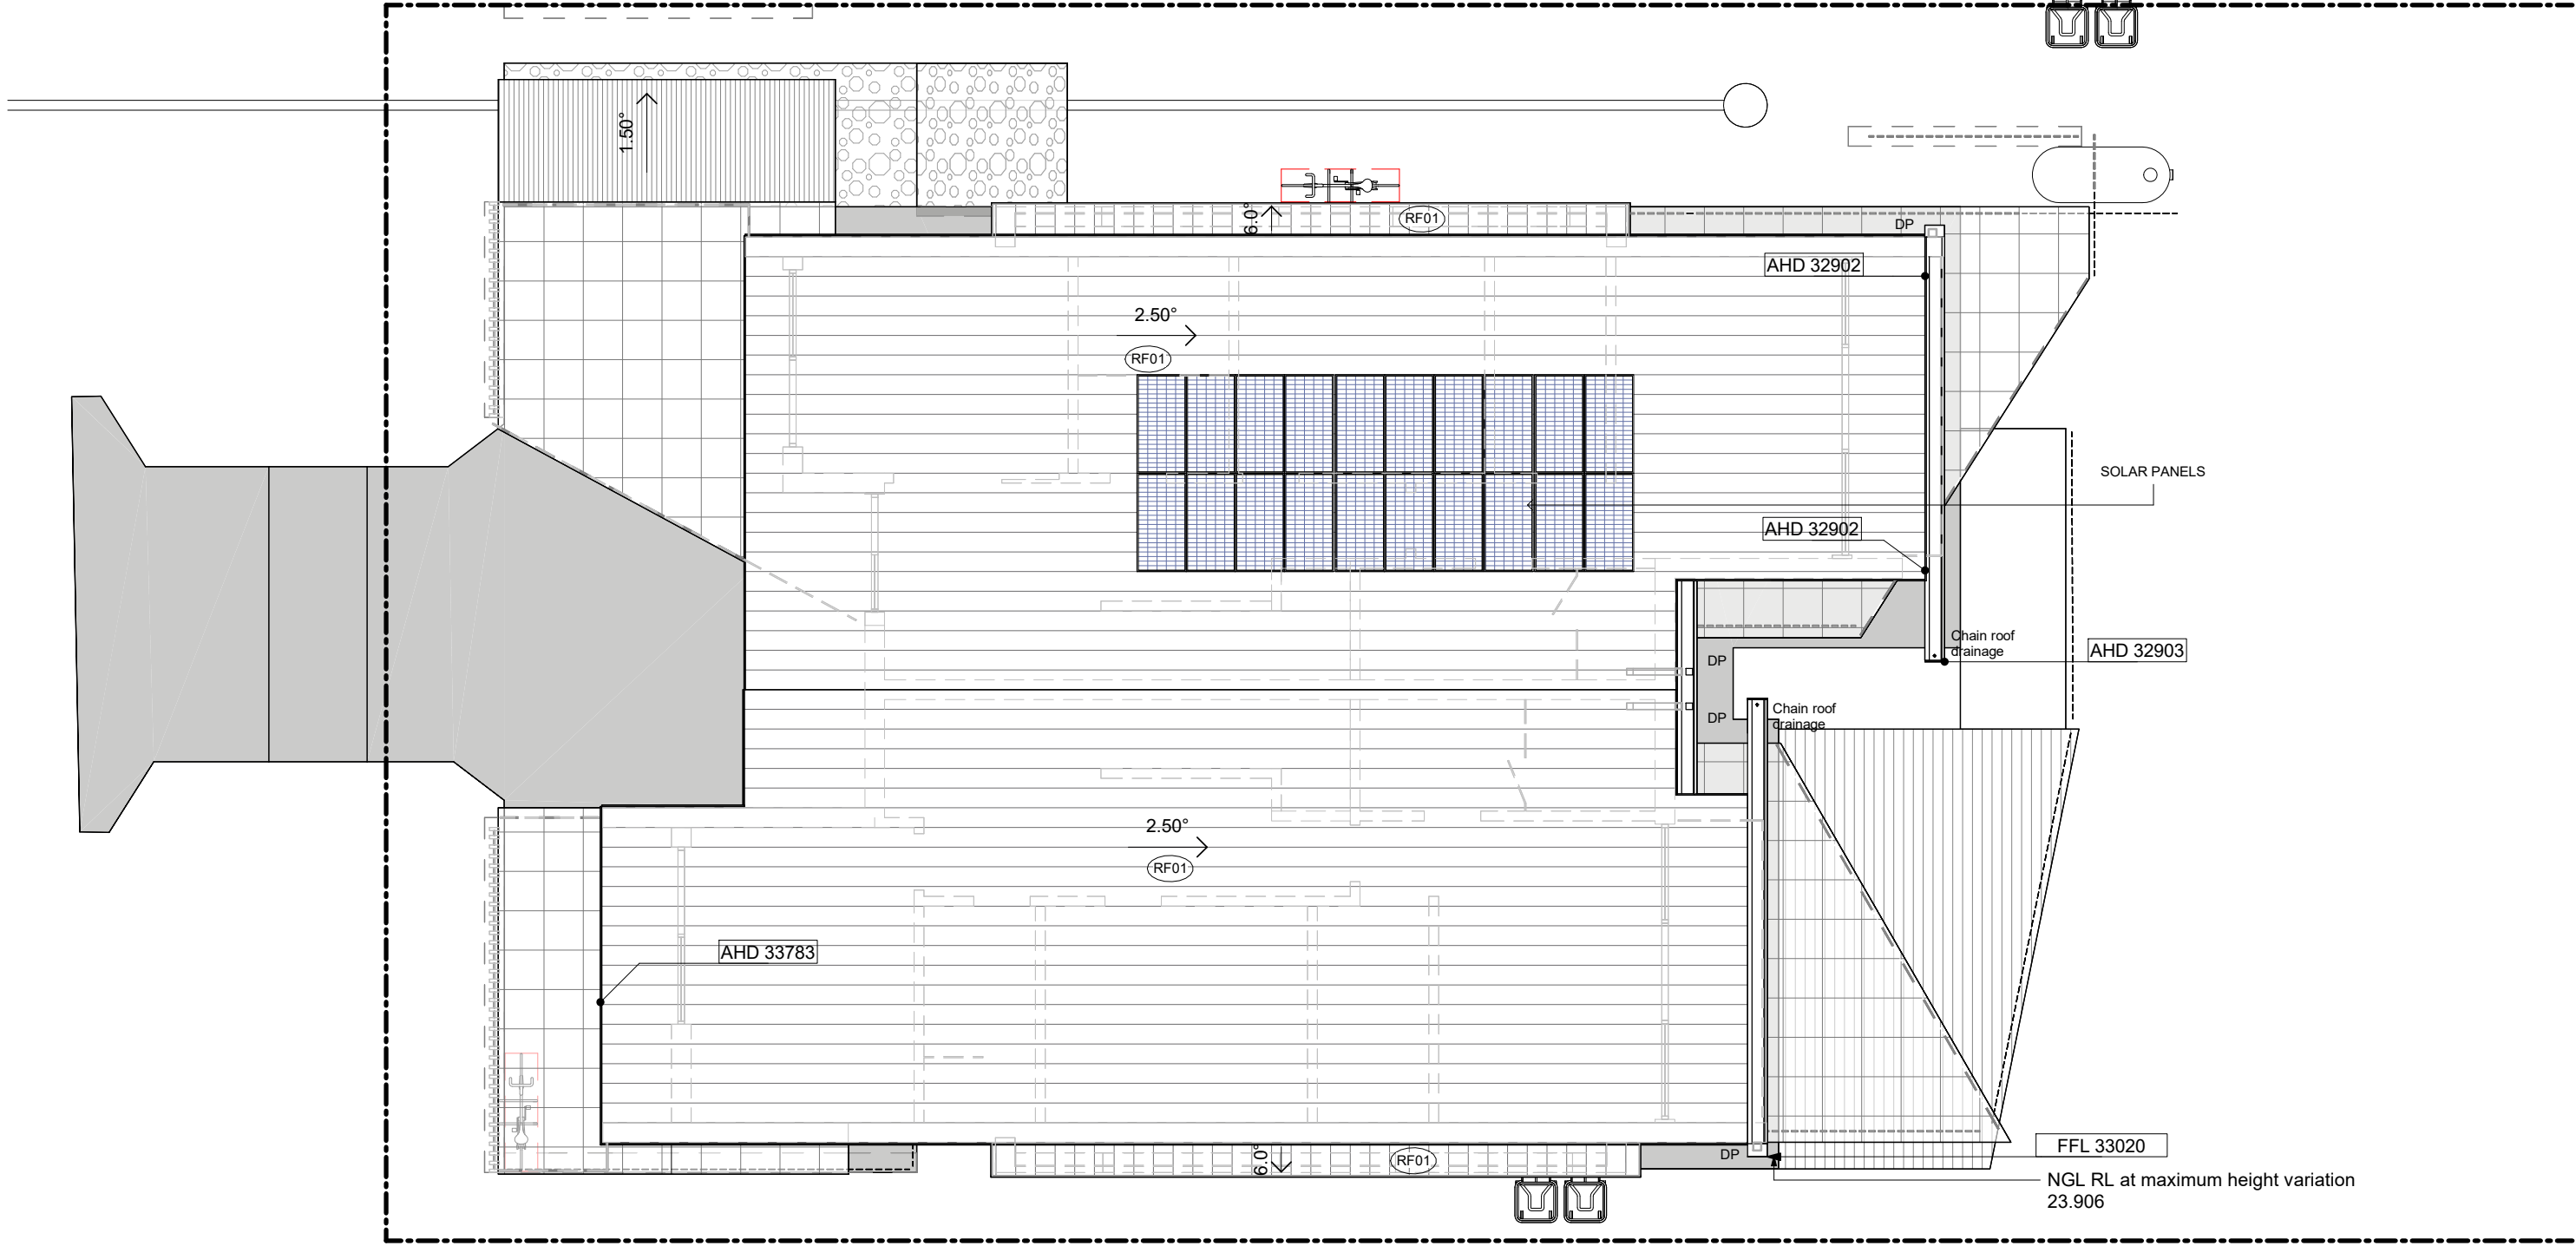 1.50°
6.0°
RF01
DP
AHD 32902
2.50°
RF01
SOLAR PANELS
AHD 32902
Chain roof
drainage
AHD 32903
DP
DP
Chain roof
drainage
2.50°
RF01
AHD 33783
6.0°
RF01
DP
FFL 33020
NGL RL at maximum height variation
23.906